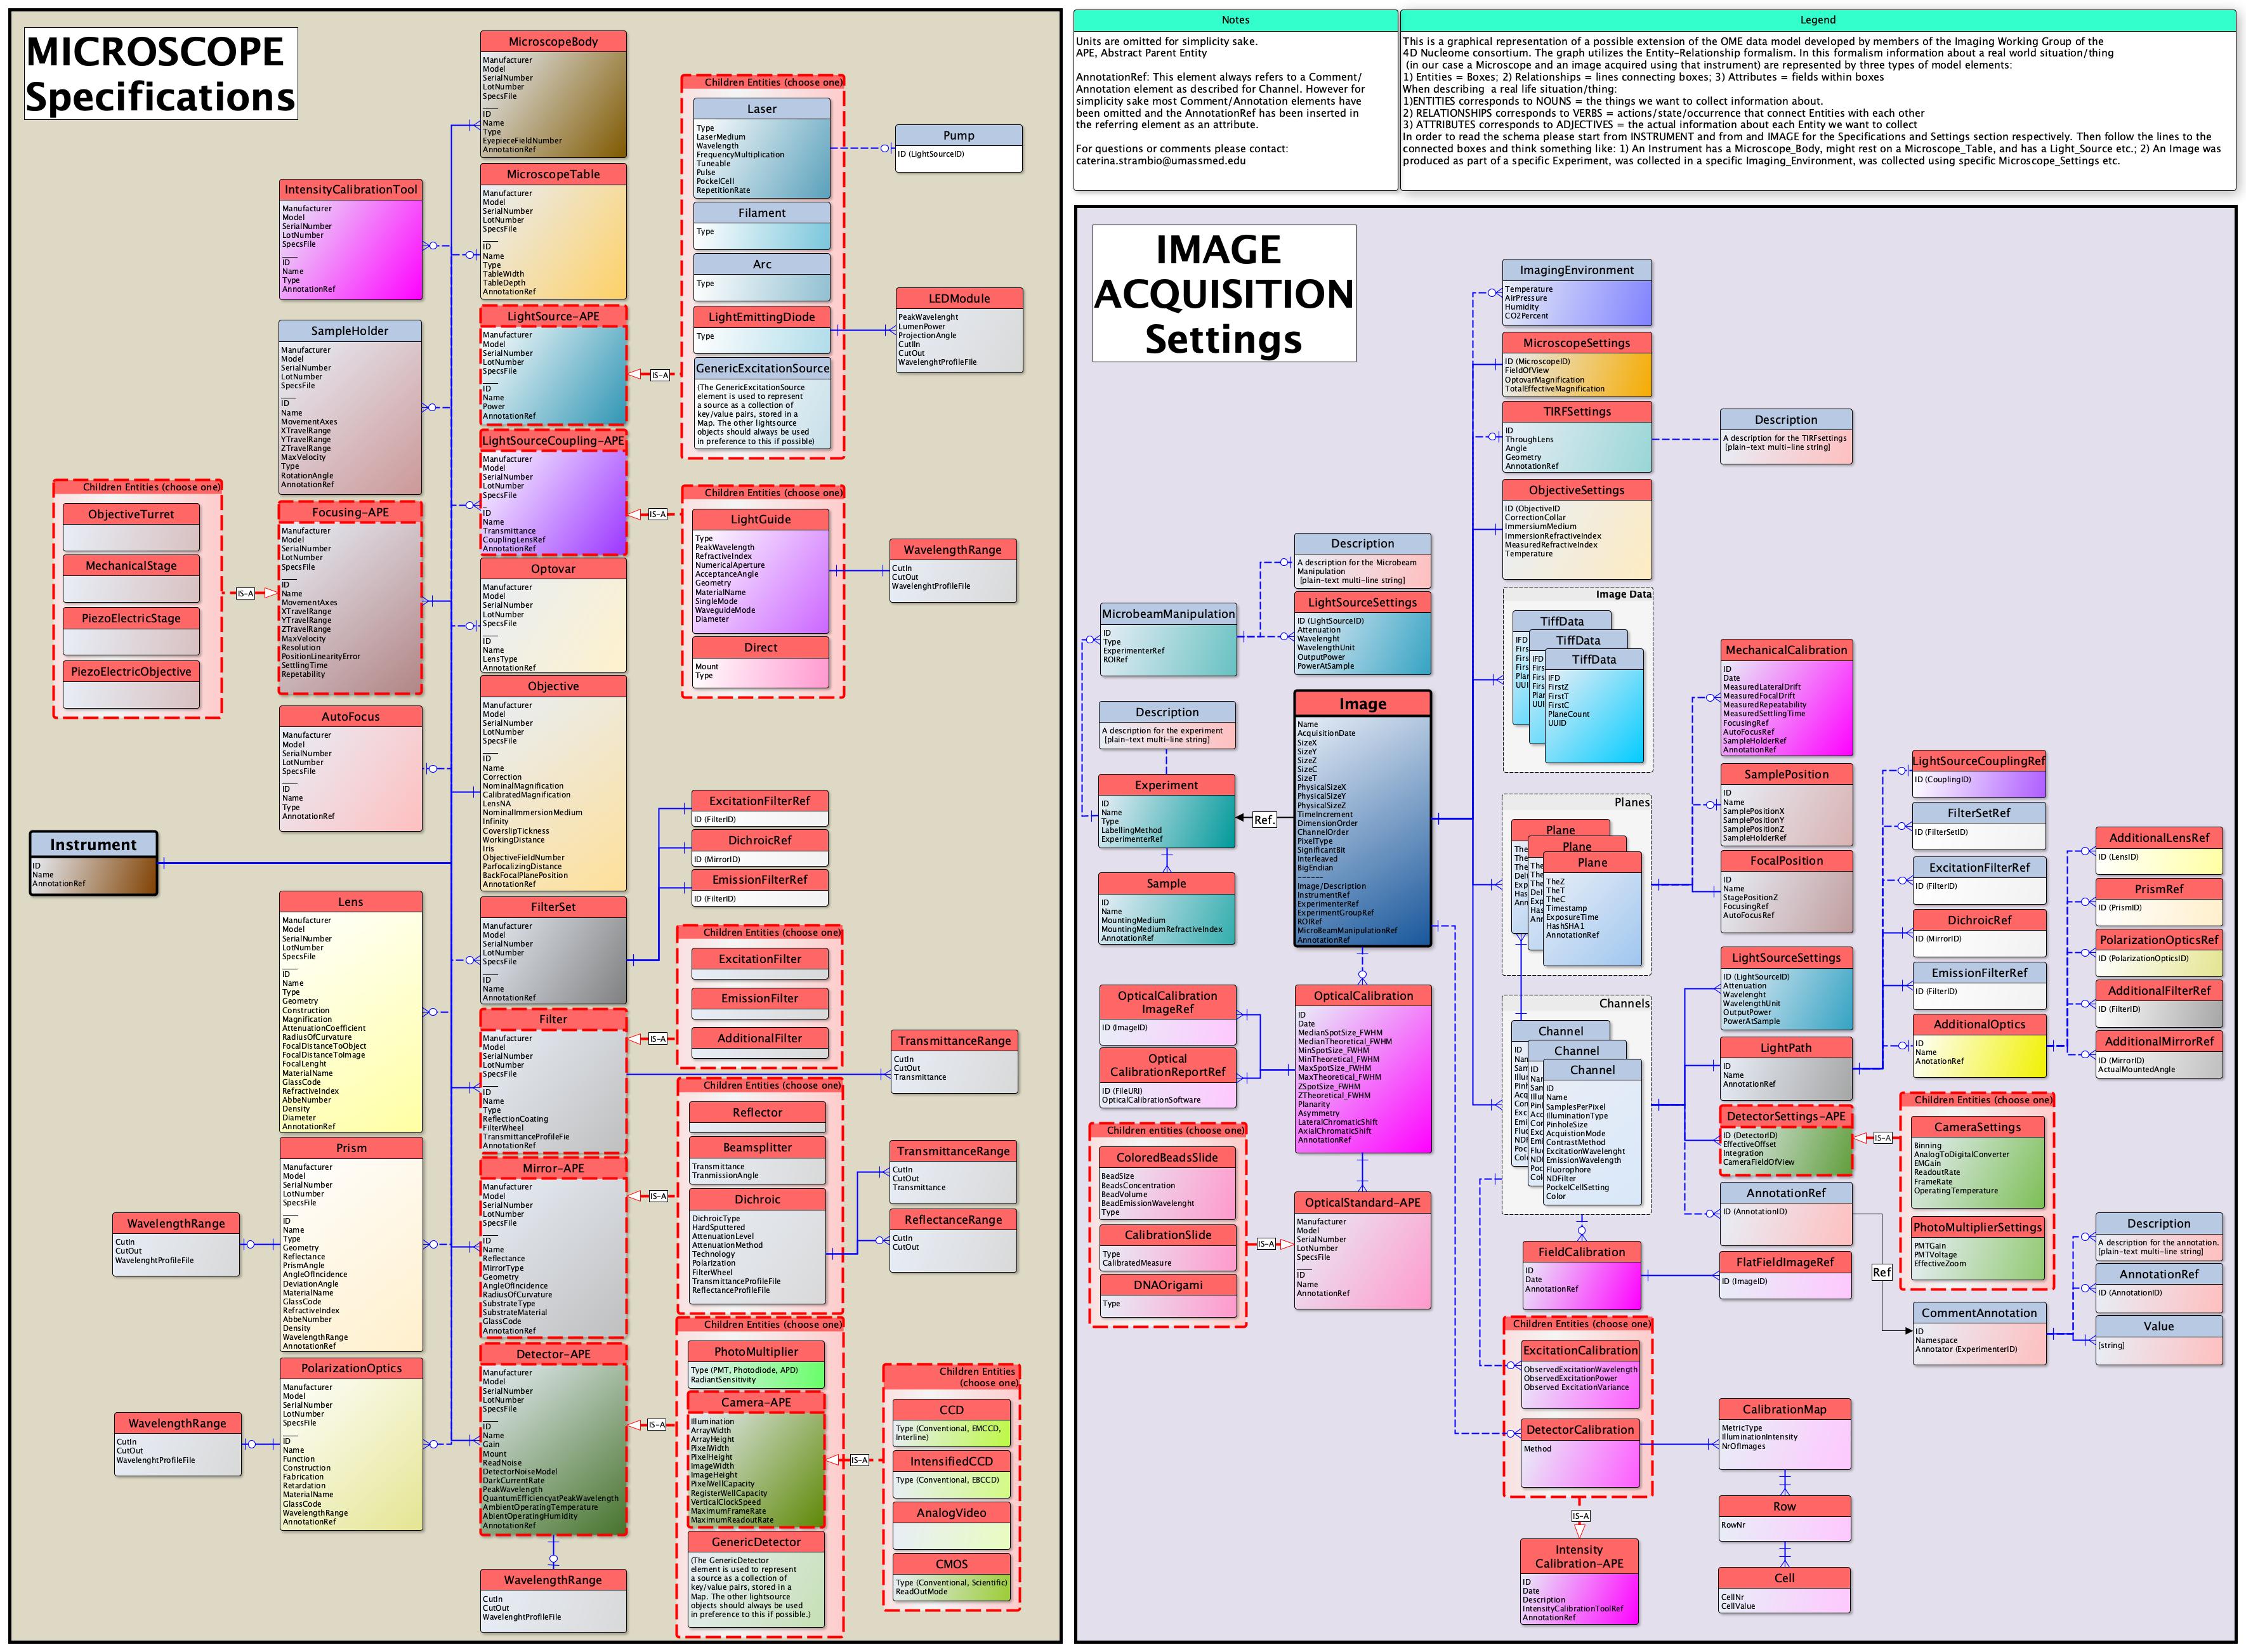 MICROSCOPE
Specifications
MicroscopeBody
Manufacturer
Model
SerialNumber
LotNumber
SpecsFile
ID
Name
Type
EyepieceFieldNumber
AnnotationRef
MicroscopeTable
Manufacturer
Model
SerialNumber
LotNumber
SpecsFile
ID
Name
Type
TableWidth
TableDepth
AnnotationRef
IntensityCalibrationTool
Manufacturer
Model
SerialNumber
LotNumber
SpecsFile
ID
Name
Type
AnnotationRef
SampleHolder
Manufacturer
Model
SerialNumber
LotNumber
SpecsFile
ID
Name
MovementAxes
XTravelRange
YTravelRange
ZTravelRange
MaxVelocity
Type
RotationAngle
AnnotationRef
Children Entities (choose one)
ObjectiveTurret
MechanicalStage
PiezoElectricStage
PiezoElectricObjective
IS-A
Focusing-APE
Manufacturer
Model
SerialNumber
LotNumber
SpecsFile
ID
Name
MovementAxes
XTravelRange
YTravelRange
ZTravelRange
MaxVelocity
Resolution
PositionLinearityError
SettlingTime
Repetability
AutoFocus
Manufacturer
Model
SerialNumber
LotNumber
SpecsFile
ID
Name
Type
AnnotationRef
Instrument
ID
Name
AnnotationRef
Lens
Manufacturer
Model
SerialNumber
LotNumber
SpecsFile
ID
Name
Type
Geometry
Construction
Magnification
AttenuationCoefficient
RadiusOfCurvature
FocalDistanceToObject
FocalDistanceToImage
FocalLenght
MaterialName
GlassCode
RefractiveIndex
AbbeNumber
Density
Diameter
AnnotationRef
Prism
Manufacturer
Model
SerialNumber
LotNumber
SpecsFile
ID
Name
Type
Geometry
Reflectance
PrismAngle
AngleOfIncidence
DeviationAngle
MaterialName
GlassCode
RefractiveIndex
AbbeNumber
Density
WavelengthRange
AnnotationRef
WavelengthRange
CutIn
CutOut
WavelenghtProfileFile
PolarizationOptics
Manufacturer
Model
SerialNumber
LotNumber
SpecsFile
ID
Name
Function
Construction
Fabrication
Retardation
MaterialName
GlassCode
WavelengthRange
AnnotationRef
WavelengthRange
CutIn
CutOut
WavelenghtProfileFile
LightSource-APE
Manufacturer
Model
SerialNumber
LotNumber
SpecsFile
ID
Name
Power
AnnotationRef
LightSourceCoupling-APE
Manufacturer
Model
SerialNumber
LotNumber
SpecsFile
ID
Name
Transmittance
CouplingLensRef
AnnotationRef
Optovar
Manufacturer
Model
SerialNumber
LotNumber
SpecsFile
ID
Name
LensType
AnnotationRef
Objective
Manufacturer
Model
SerialNumber
LotNumber
SpecsFile
ID
Name
Correction
NominalMagnification
CalibratedMagnification
LensNA
NominalImmersionMedium
Infinity
CoverslipTickness
WorkingDistance
Iris
ObjectiveFieldNumber
ParfocalizingDistance
BackFocalPlanePosition
AnnotationRef
FilterSet
Manufacturer
Model
SerialNumber
LotNumber
SpecsFile
ID
Name
AnnotationRef
Filter
Manufacturer
Model
SerialNumber
LotNumber
SpecsFile
ID
Name
Type
ReflectionCoating
FilterWheel
TransmittanceProfileFie
AnnotationRef
Mirror-APE
Manufacturer
Model
SerialNumber
LotNumber
SpecsFile
ID
Name
Reflectance
MirrorType
Geometry
AngleOfIncidence
RadiusOfCurvature
SubstrateType
SubstrateMaterial
GlassCode
AnnotationRef
Detector-APE
Manufacturer
Model
SerialNumber
LotNumber
SpecsFile
ID
Name
Gain
Mount
ReadNoise
DetectorNoiseModel
DarkCurrentRate
PeakWavelength
QuantumEfficiencyatPeakWavelength
AmbientOperatingTemperature
AbientOperatingHumidity
AnnotationRef
WavelengthRange
CutIn
CutOut
WavelenghtProfileFile
Children Entities (choose one)
Laser
Type
LaserMedium
Wavelength
FrequencyMultiplication
Tuneable
Pulse
PockelCell
RepetitionRate
Filament
Type
Arc
Type
LightEmittingDiode
Type
GenericExcitationSource
(The GenericExcitationSource
element is used to represent
a source as a collection of
key/value pairs, stored in a
Map. The other lightsource
objects should always be used
in preference to this if possible)
IS-A
Pump
ID (LightSourceID)
LEDModule
PeakWavelenght
LumenPower
ProjectionAngle
CutIIn
CutOut
WavelenghtProfileFIle
Children Entities (choose one)
LightGuide
Type
PeakWavelength
RefractiveIndex
NumericalAperture
AcceptanceAngle
Geometry
MaterialName
SingleMode
WaveguideMode
Diameter
Direct
Mount
Type
IS-A
WavelengthRange
CutIn
CutOut
WavelenghtProfileFile
ExcitationFilterRef
ID (FilterID)
DichroicRef
ID (MirrorID)
EmissionFilterRef
ID (FilterID)
Children Entities (choose one)
ExcitationFilter
EmissionFilter
AdditionalFilter
IS-A
TransmittanceRange
CutIn
CutOut
Transmittance
Children Entities (choose one)
Reflector
Beamsplitter
Transmittance
TranmissionAngle
Dichroic
DichroicType
HardSputtered
AttenuationLevel
AttenuationMethod
Technology
Polarization
FilterWheel
TransmittanceProfileFile
ReflectanceProfileFile
IS-A
TransmittanceRange
CutIn
CutOut
Transmittance
ReflectanceRange
CutIn
CutOut
Children Entities (choose one)
PhotoMultiplier
Type (PMT, Photodiode, APD)
RadiantSensitivity
Camera-APE
Illumination
ArrayWidth
ArrayHeight
PixelWidth
PixelHeight
ImageWidth
ImageHeight
PixelWellCapacity
RegisterWellCapacity
VerticalClockSpeed
MaximumFrameRate
MaximumReadoutRate
GenericDetector
(The GenericDetector
element is used to represent
a source as a collection of
key/value pairs, stored in a
Map. The other lightsource
objects should always be used
in preference to this if possible.)
IS-A
IS-A
Children Entities
(choose one)
CCD
Type (Conventional, EMCCD,
Interline)
IntensifiedCCD
Type (Conventional, EBCCD)
AnalogVideo
CMOS
Type (Conventional, Scientific)
ReadOutMode
Notes
Units are omitted for simplicity sake.
APE, Abstract Parent Entity
AnnotationRef: This element always refers to a Comment/
Annotation element as described for Channel. However for
simplicity sake most Comment/Annotation elements have
been omitted and the AnnotationRef has been inserted in
the referring element as an attribute.
For questions or comments please contact:
caterina.strambio@umassmed.edu
Legend
This is a graphical representation of a possible extension of the OME data model developed by members of the Imaging Working Group of the
4D Nucleome consortium. The graph utilizes the Entity-Relationship formalism. In this formalism information about a real world situation/thing
(in our case a Microscope and an image acquired using that instrument) are represented by three types of model elements:
1) Entities = Boxes; 2) Relationships = lines connecting boxes; 3) Attributes = fields within boxes
When describing a real life situation/thing:
1)ENTITIES corresponds to NOUNS = the things we want to collect information about.
2) RELATIONSHIPS corresponds to VERBS = actions/state/occurrence that connect Entities with each other
3) ATTRIBUTES corresponds to ADJECTIVES = the actual information about each Entity we want to collect
In order to read the schema please start from INSTRUMENT and from and IMAGE for the Specifications and Settings section respectively. Then follow the lines to the
connected boxes and think something like: 1) An Instrument has a Microscope_Body, might rest on a Microscope_Table, and has a Light_Source etc.; 2) An Image was
produced as part of a specific Experiment, was collected in a specific Imaging_Environment, was collected using specific Microscope_Settings etc.
IMAGE
ACQUISITION
Settings
ImagingEnvironment
Temperature
AirPressure
Humidity
CO2Percent
MicroscopeSettings
ID (MicroscopeID)
FieldOfView
OptovarMagnification
TotalEffectiveMagnification
TIRFSettings
ID
ThroughLens
Angle
Geometry
AnnotationRef
Description
A description for the TIRFsettings
[plain-text multi-line string]
ObjectiveSettings
ID (ObjectiveID
CorrectionCollar
ImmersiumMedium
ImmersionRefractiveIndex
MeasuredRefractiveIndex
Temperature
Description
A description for the Microbeam
Manipulation
[plain-text multi-line string]
LightSourceSettings
ID (LightSourceID)
Attenuation
Wavelenght
WavelengthUnit
OutputPower
PowerAtSample
MicrobeamManipulation
ID
Type
ExperimenterRef
ROIRef
Description
A description for the experiment
[plain-text multi-line string]
Experiment
ID
Name
Type
LabellingMethod
ExperimenterRef
Ref.
Sample
ID
Name
MountingMedium
MountingMediumRefractiveIndex
AnnotationRef
Image
Name
AcquisitionDate
SizeX
SizeY
SizeZ
SizeC
SizeT
PhysicalSizeX
PhysicalSizeY
PhysicalSizeZ
TimeIncrement
DimensionOrder
ChannelOrder
PixelType
SignificantBit
Interleaved
BigEndian
------
Image/Description
InstrumentRef
ExperimenterRef
ExperimentGroupRef
ROIRef
MicroBeamManipulationRef
AnnotationRef
Image Data
TiffData
TiffData
TiffData
IFD
FirstZ
FirstT
FirstC
PlaneCount
UUID
Planes
Plane
Plane
Plane
TheZ
TheT
TheC
Timestamp
ExposureTime
HashSHA1
AnnotationRef
Channels
Channel
Channel
Channel
ID
Name
SamplesPerPixel
IlluminationType
PinholeSize
AcquisitionMode
ContrastMethod
ExcitationWavelenght
EmissionWavelength
Fluorophore
NDFilter
PockelCellSetting
Color
MechanicalCalibration
ID
Date
MeasuredLateralDrift
MeasuredFocalDrift
MeasuredRepeatability
MeasuredSettlingTime
FocusingRef
AutoFocusRef
SampleHolderRef
AnnotationRef
SamplePosition
ID
Name
SamplePositionX
SamplePositionY
SamplePositionZ
SampleHolderRef
FocalPosition
ID
Name
StagePositionZ
FocusingRef
AutoFocusRef
LightSourceSettings
ID (LightSourceID)
Attenuation
Wavelenght
WavelengthUnit
OutputPower
PowerAtSample
LightPath
ID
Name
AnnotationRef
DetectorSettings-APE
ID (DetectorID)
EffectiveOffset
Integration
CameraFieldOfView
AnnotationRef
ID (AnnotationID)
FlatFieldImageRef
ID (ImageID)
LightSourceCouplingRef
ID (CouplingID)
FilterSetRef
ID (FilterSetID)
ExcitationFilterRef
ID (FilterID)
DichroicRef
ID (MirrorID)
EmissionFilterRef
ID (FilterID)
AdditionalOptics
ID
Name
AnotationRef
AdditionalLensRef
ID (LensID)
PrismRef
ID (PrismID)
PolarizationOpticsRef
ID (PolarizationOpticsID)
AdditionalFilterRef
ID (FilterID)
AdditionalMirrorRef
ID (MirrorID)
ActualMountedAngle
IS-A
Children Entities (choose one)
CameraSettings
Binning
AnalogToDigitalConverter
EMGain
ReadoutRate
FrameRate
OperatingTemperature
PhotoMultiplierSettings
PMTGain
PMTVoltage
EffectiveZoom
Ref
CommentAnnotation
ID
Namespace
Annotator (ExperimenterID)
Description
A description for the annotation.
[plain-text multi-line string]
AnnotationRef
ID (AnnotationID)
Value
[string]
OpticalCalibration
ImageRef
ID (ImageID)
Optical
CalibrationReportRef
ID (FileURI)
OpticalCalibrationSoftware
OpticalCalibration
ID
Date
MedianSpotSize_FWHM
MedianTheoretical_FWHM
MinSpotSize_FWHM
MinTheoretical_FWHM
MaxSpotSize_FWHM
MaxTheoretical_FWHM
ZSpotSize_FWHM
ZTheoretical_FWHM
Planarity
Asymmetry
LateralChromaticShift
AxialChromaticShift
AnnotationRef
Children entities (choose one)
ColoredBeadsSlide
BeadSize
BeadsConcentration
BeadVolume
BeadEmissionWavelenght
Type
CalibrationSlide
Type
CalibratedMeasure
DNAOrigami
Type
IS-A
OpticalStandard-APE
Manufacturer
Model
SerialNumber
LotNumber
SpecsFile
ID
Name
AnnotationRef
FieldCalibration
ID
Date
AnnotationRef
Children Entities (choose one)
ExcitationCalibration
ObservedExcitationWavelength
ObservedExcitationPower
Observed ExcitationVariance
DetectorCalibration
Method
IS-A
Intensity
Calibration-APE
ID
Date
Description
IntensityCalibrationToolRef
AnnotationRef
CalibrationMap
MetricType
IlluminationIntensity
NrOfImages
Row
RowNr
Cell
CellNr
CellValue